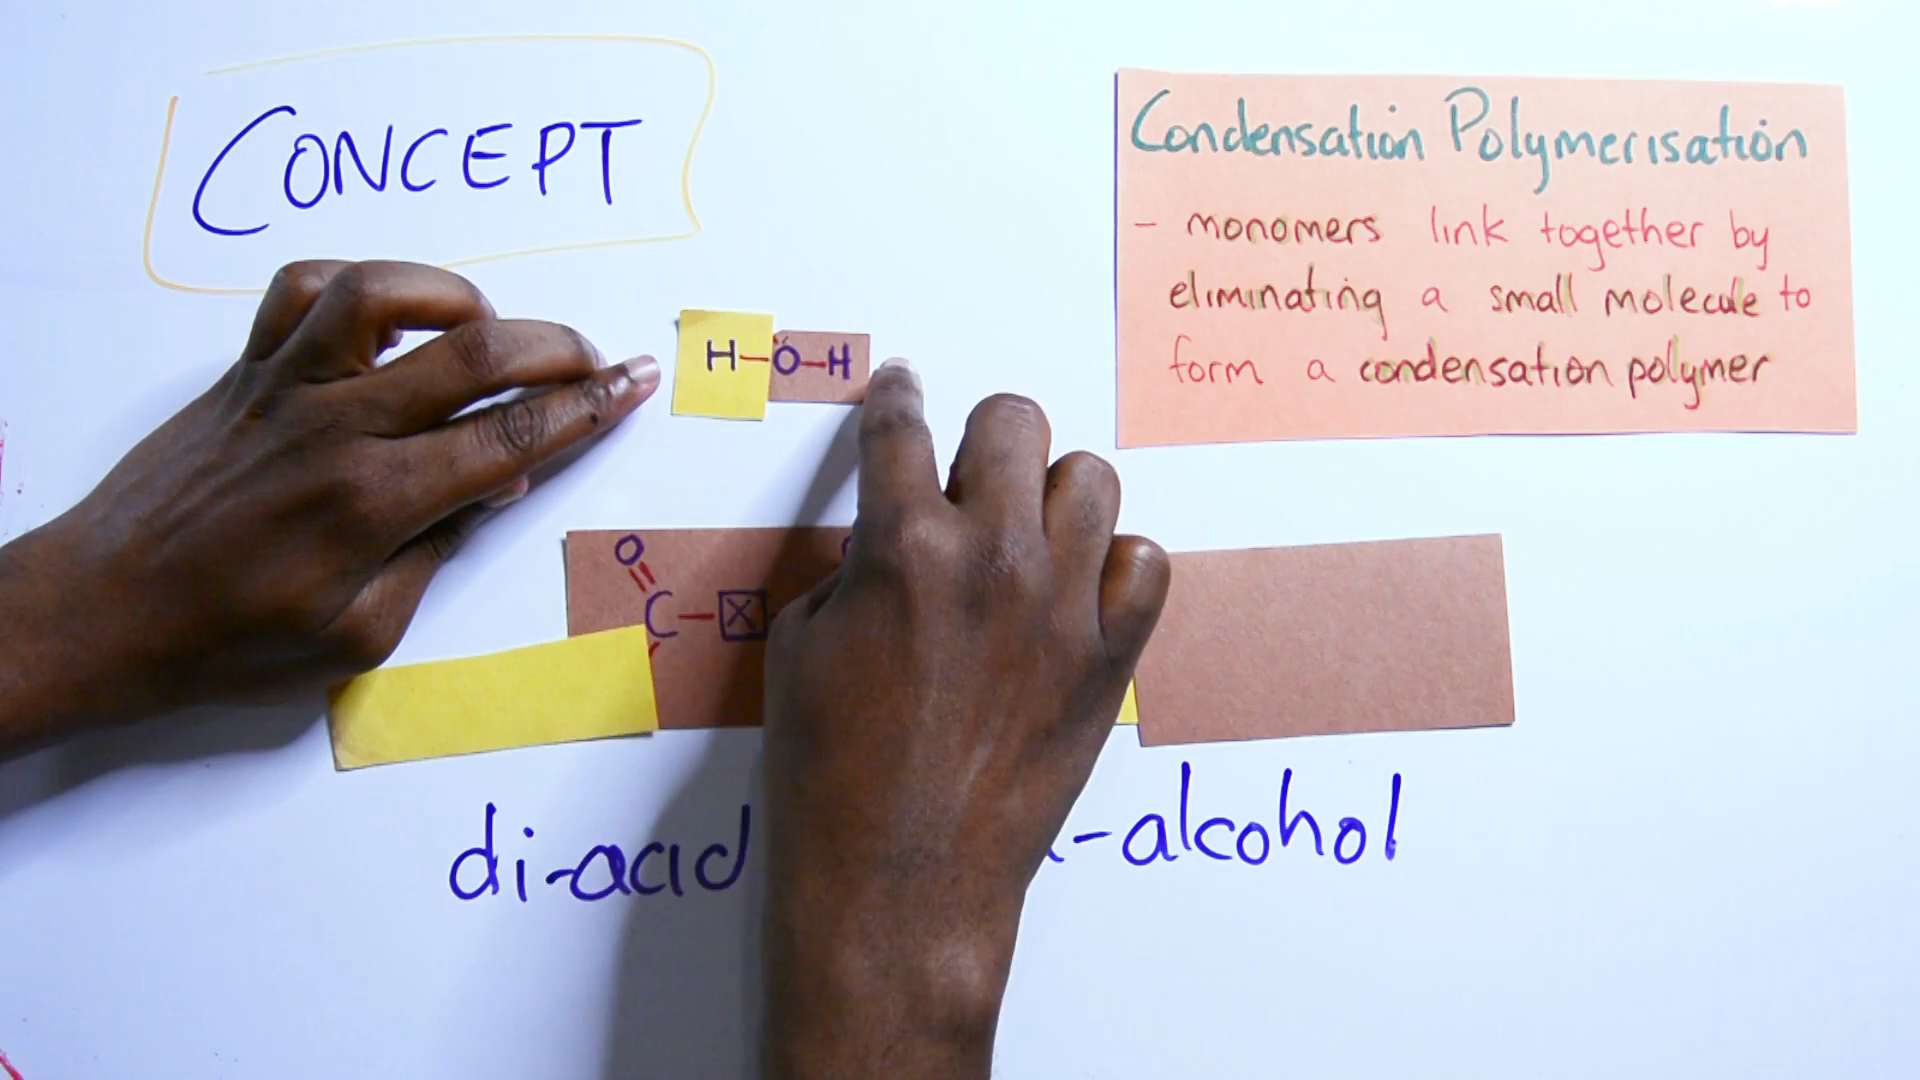 CONCEPT
Condensation Polymerisation
- monomers link together by
eliminating a small molecule to
form a condensation polymer
H-O-H
O
C-X
di-acid -alcohol